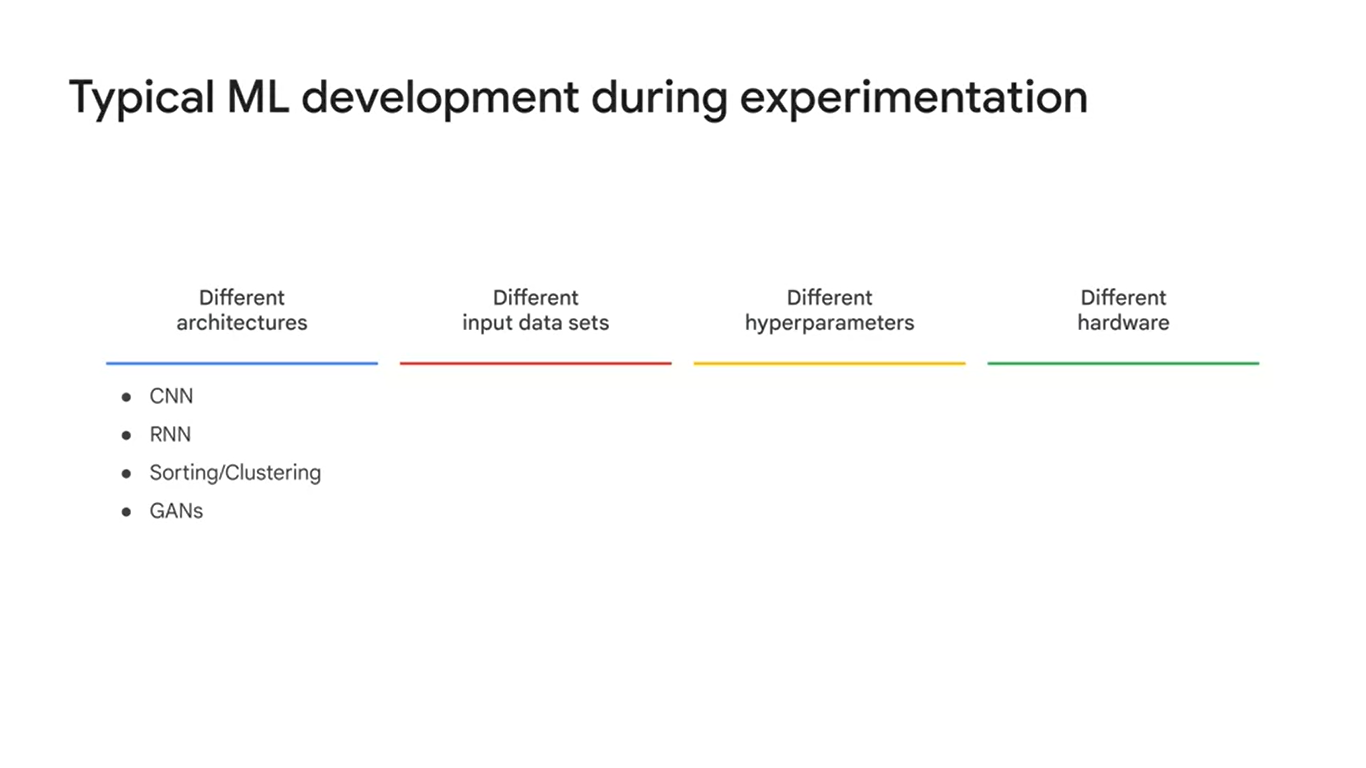 Typical ML development during experimentation
Different
architectures
Different
input data sets
Different
hyperparameters
Different
hardware
● CNN
● RNN
● Sorting/Clustering
● GANs